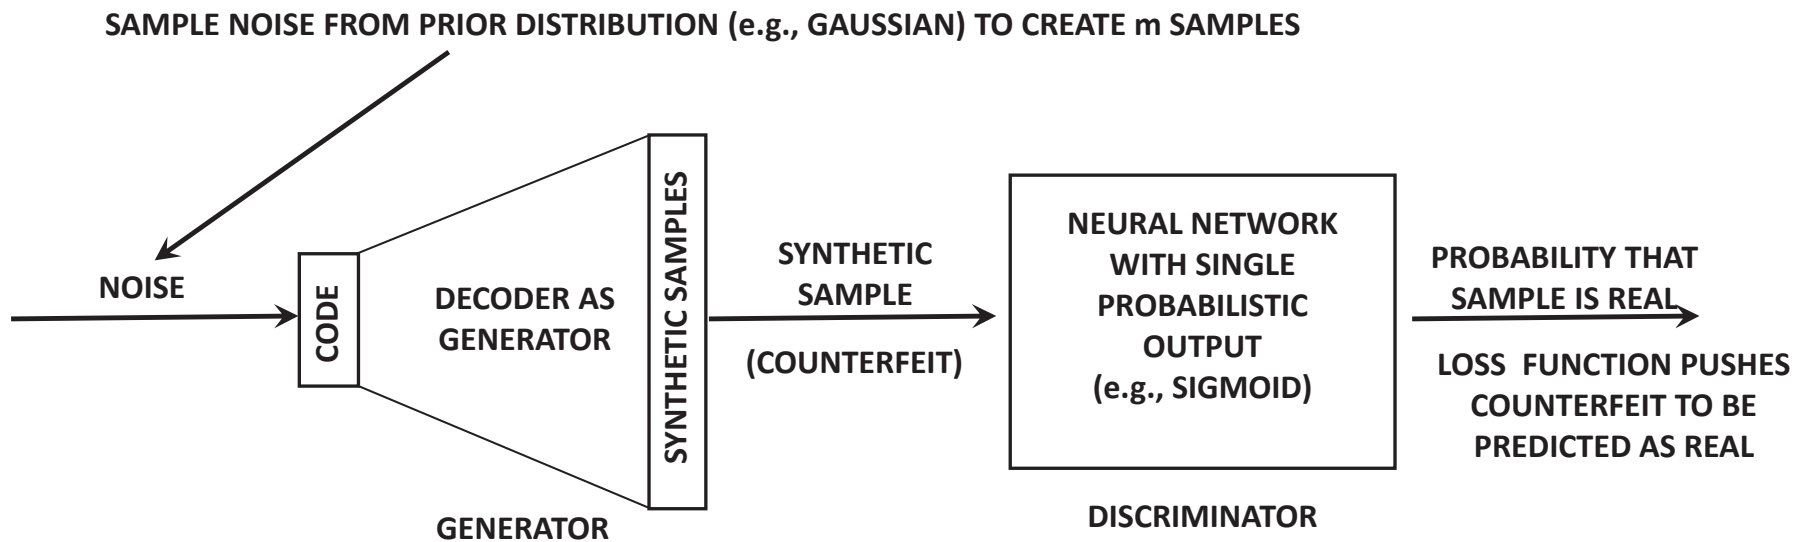 SAMPLE NOISE FROM PRIOR DISTRIBUTION (e.g., GAUSSIAN) TO CREATE m SAMPLES
NOISE
CODE
DECODER AS
GENERATOR
SYNTHETIC SAMPLES
GENERATOR
SYNTHETIC
SAMPLE
(COUNTERFEIT)
NEURAL NETWORK
WITH SINGLE
PROBABILISTIC
OUTPUT
(e.g., SIGMOID)
DISCRIMINATOR
PROBABILITY THAT
SAMPLE IS REAL
LOSS FUNCTION PUSHES
COUNTERFEIT TO BE
PREDICTED AS REAL